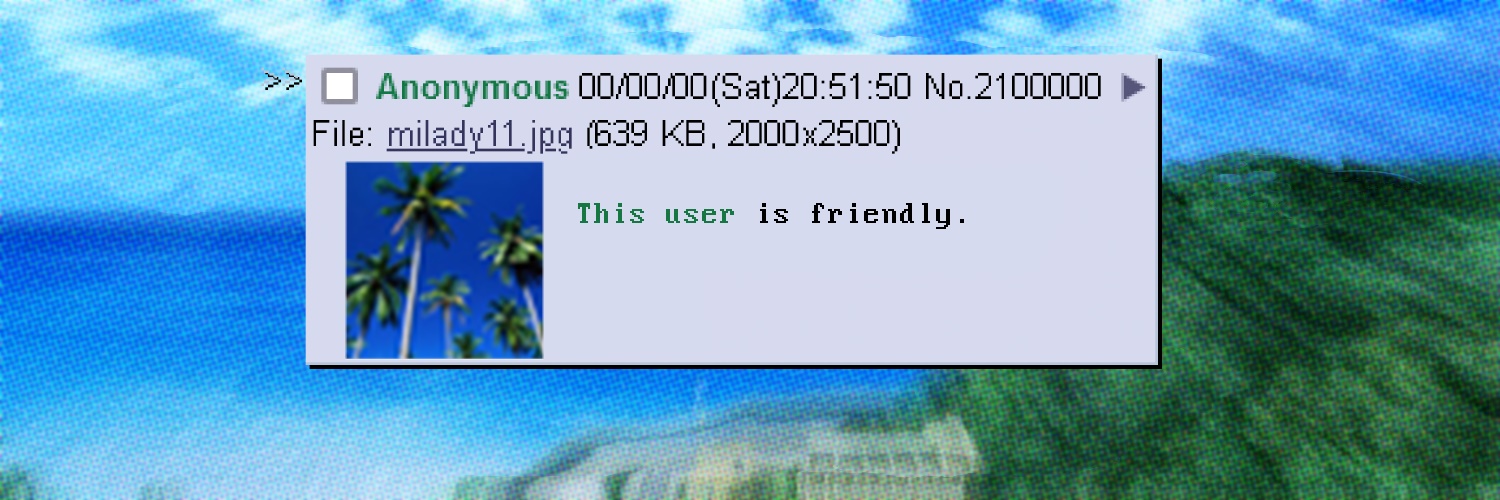 >> Anonymous 00/00/00(Sat)20:51:50 No.2100000 ▶
File: milady11.jpg (639 KB, 2000x2500)
This user is friendly.